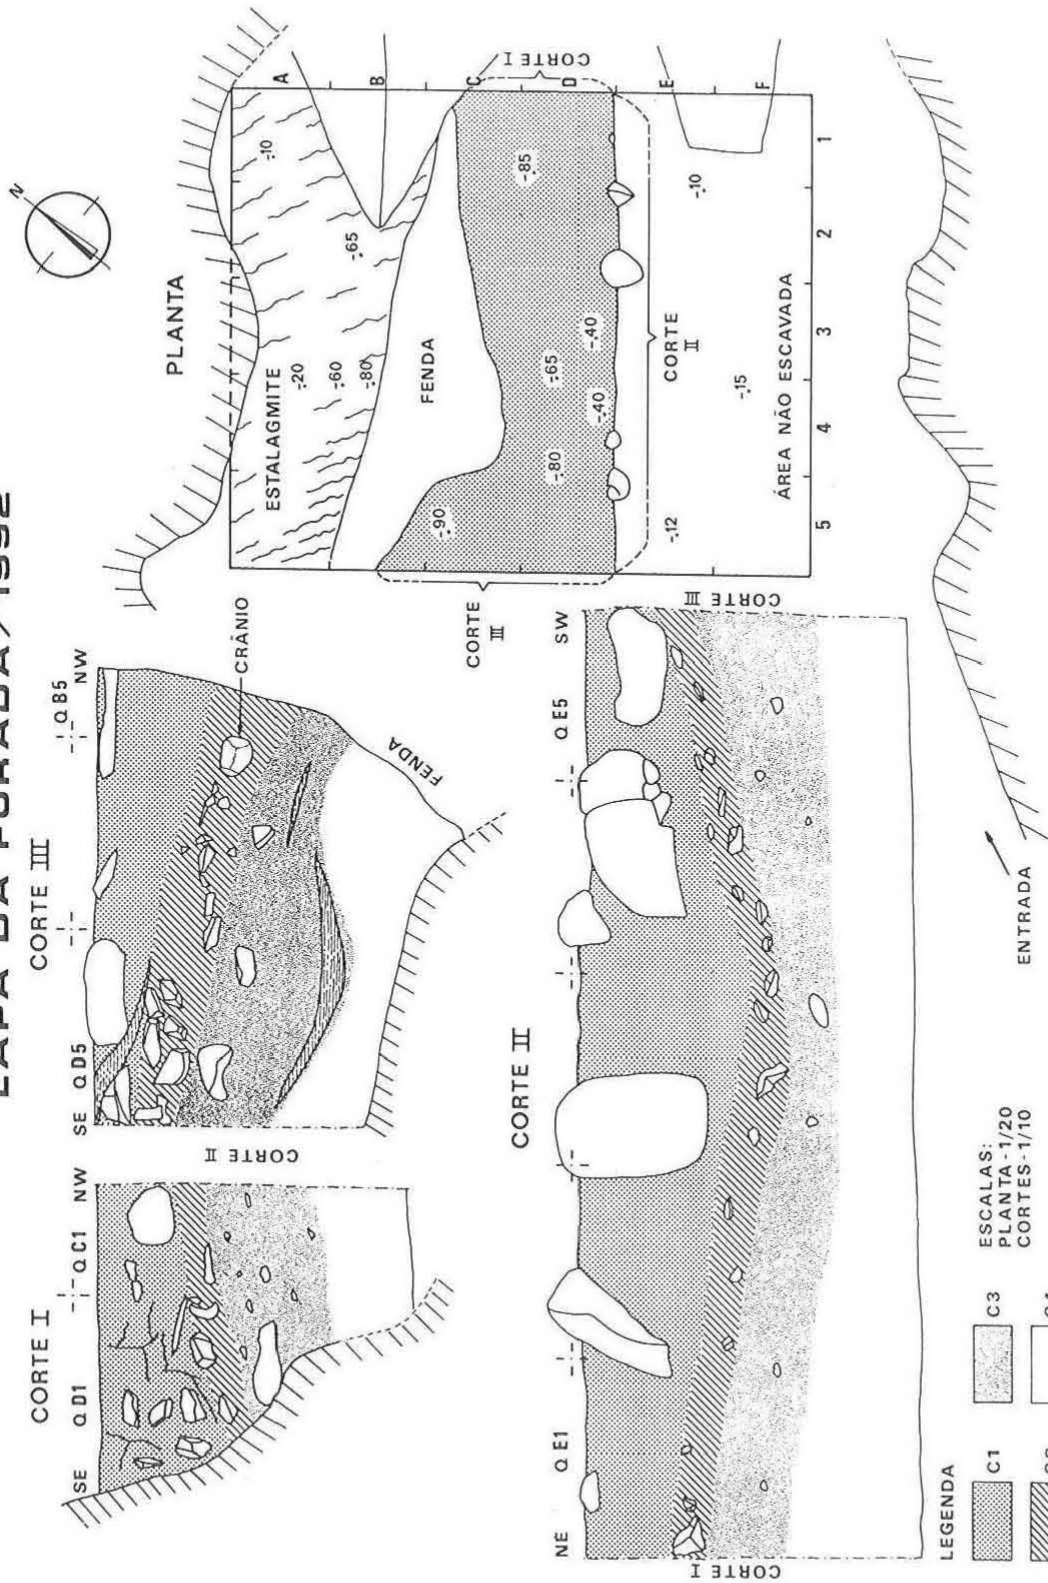 LAPA DA FURADA/1992
CORTE I
SE
Q D1
Q C1
NW
CORTE II
CORTE III
SE
Q D5
Q B5
NW
CRÂNIO
FENDA
PLANTA
N
ESTALAGMITE
FENDA
A
B
C
D
E
F
CORTE I
CORTE II
CORTE III
-.10
-.65
-.20
-.60
-.80
-.85
-.40
-.65
-.40
-.80
-.90
-.10
-.15
-.12
1
2
3
4
5
ÁREA NÃO ESCAVADA
ENTRADA
CORTE II
NE
Q E1
Q E5
SW
CORTE I
CORTE III
LEGENDA
C1
C3
ESCALAS:
PLANTA-1/20
CORTES-1/10